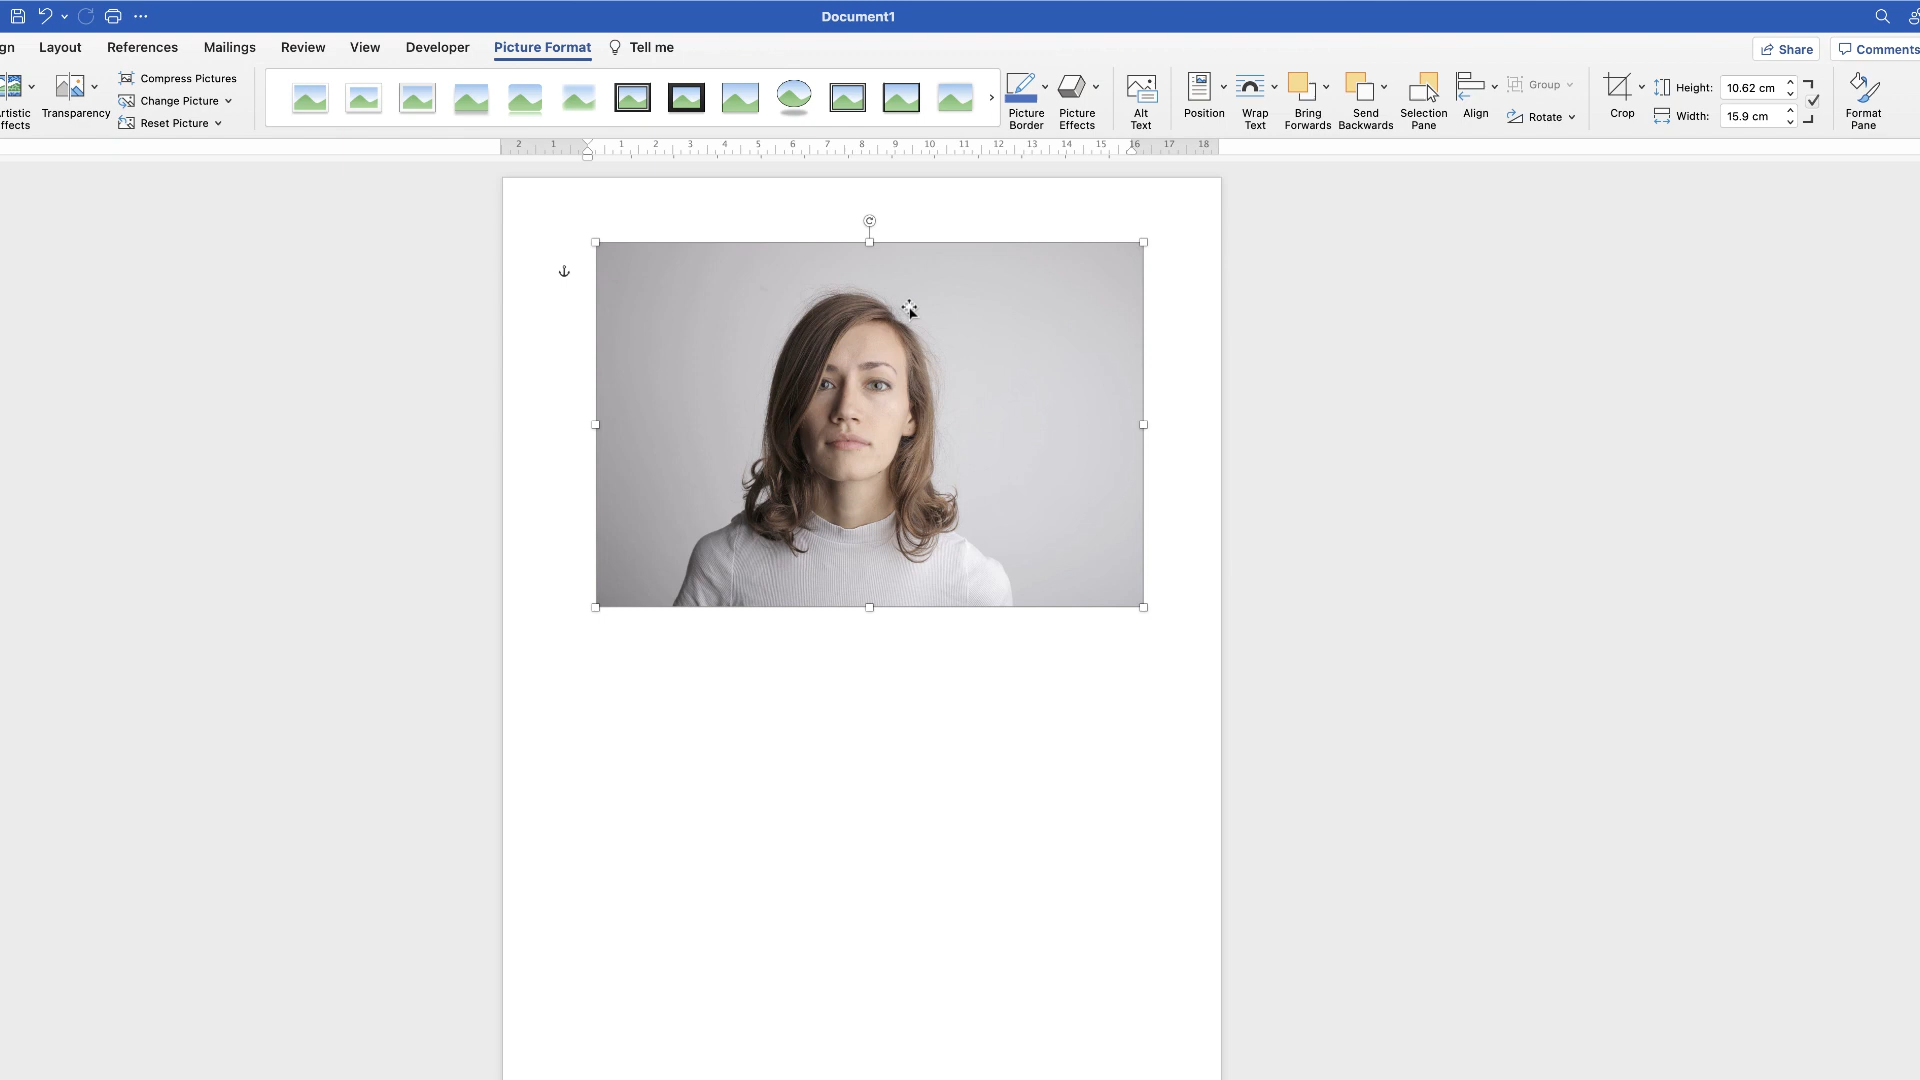 Document1
gn Layout References Mailings Review View Developer Picture Format Tell me Share Comments
rtistic
ffects
Transparency
Compress Pictures
Change Picture
Reset Picture
Picture
Border
Picture
Effects
Alt
Text
Position
Wrap
Text
Bring
Forwards
Send
Backwards
Selection
Pane
Align
Group
Rotate
Crop
Height: 10.62 cm
Width: 15.9 cm
Format
Pane
2 1 1 2 3 4 5 6 7 8 9 10 11 12 13 14 15 16 17 18